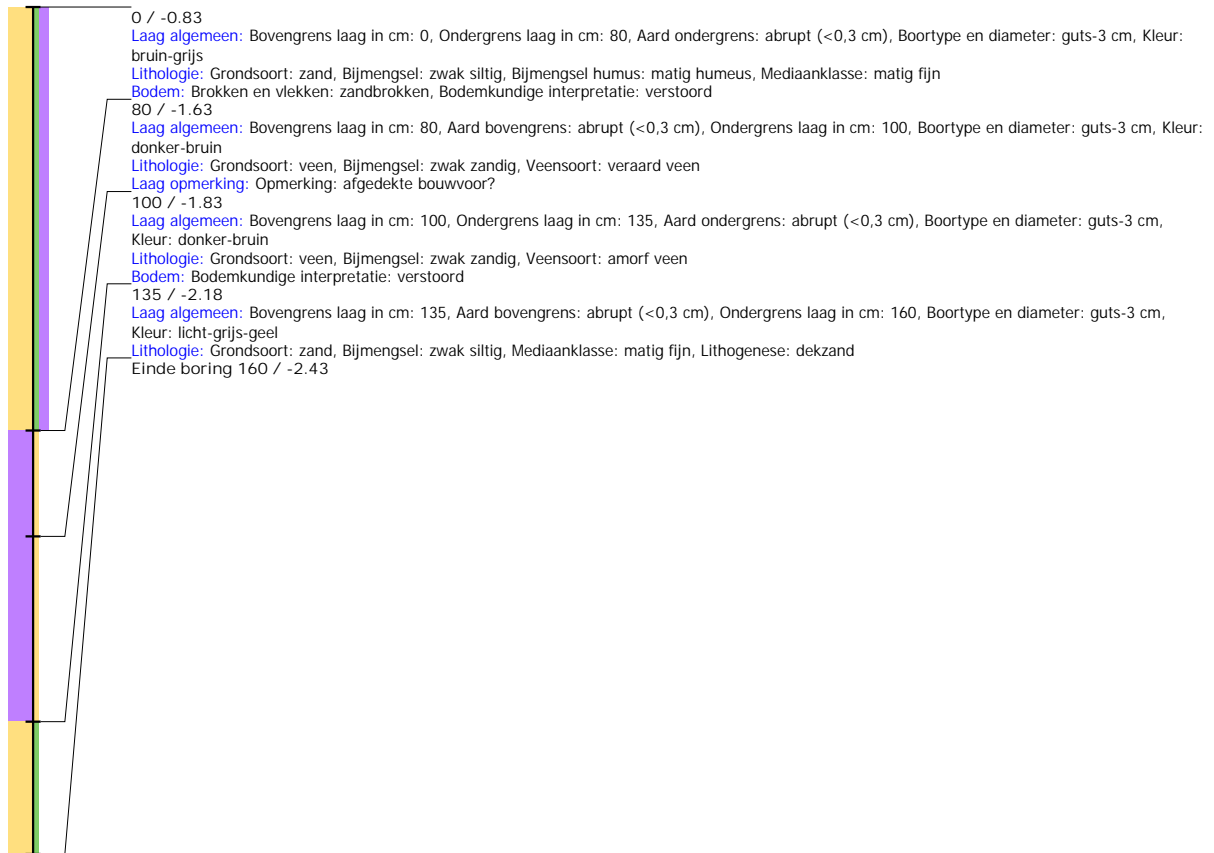 0 / -0.83
Laag algemeen: Bovengrens laag in cm: 0, Ondergrens laag in cm: 80, Aard ondergrens: abrupt (<0,3 cm), Boortype en diameter: guts-3 cm, Kleur:
bruin-grijs
Lithologie: Grondsoort: zand, Bijmengsel: zwak siltig, Bijmengsel humus: matig humeus, Mediaanklasse: matig fijn
Bodem: Brokken en vlekken: zandbrokken, Bodemkundige interpretatie: verstoord
80 / -1.63
Laag algemeen: Bovengrens laag in cm: 80, Aard bovengrens: abrupt (<0,3 cm), Ondergrens laag in cm: 100, Boortype en diameter: guts-3 cm, Kleur:
donker-bruin
Lithologie: Grondsoort: veen, Bijmengsel: zwak zandig, Veensoort: veraard veen
Laag opmerking: Opmerking: afgedekte bouwvoor?
100 / -1.83
Laag algemeen: Bovengrens laag in cm: 100, Ondergrens laag in cm: 135, Aard ondergrens: abrupt (<0,3 cm), Boortype en diameter: guts-3 cm,
Kleur: donker-bruin
Lithologie: Grondsoort: veen, Bijmengsel: zwak zandig, Veensoort: amorf veen
Bodem: Bodemkundige interpretatie: verstoord
135 / -2.18
Laag algemeen: Bovengrens laag in cm: 135, Aard bovengrens: abrupt (<0,3 cm), Ondergrens laag in cm: 160, Boortype en diameter: guts-3 cm,
Kleur: licht-grijs-geel
Lithologie: Grondsoort: zand, Bijmengsel: zwak siltig, Mediaanklasse: matig fijn, Lithogenese: dekzand
Einde boring 160 / -2.43